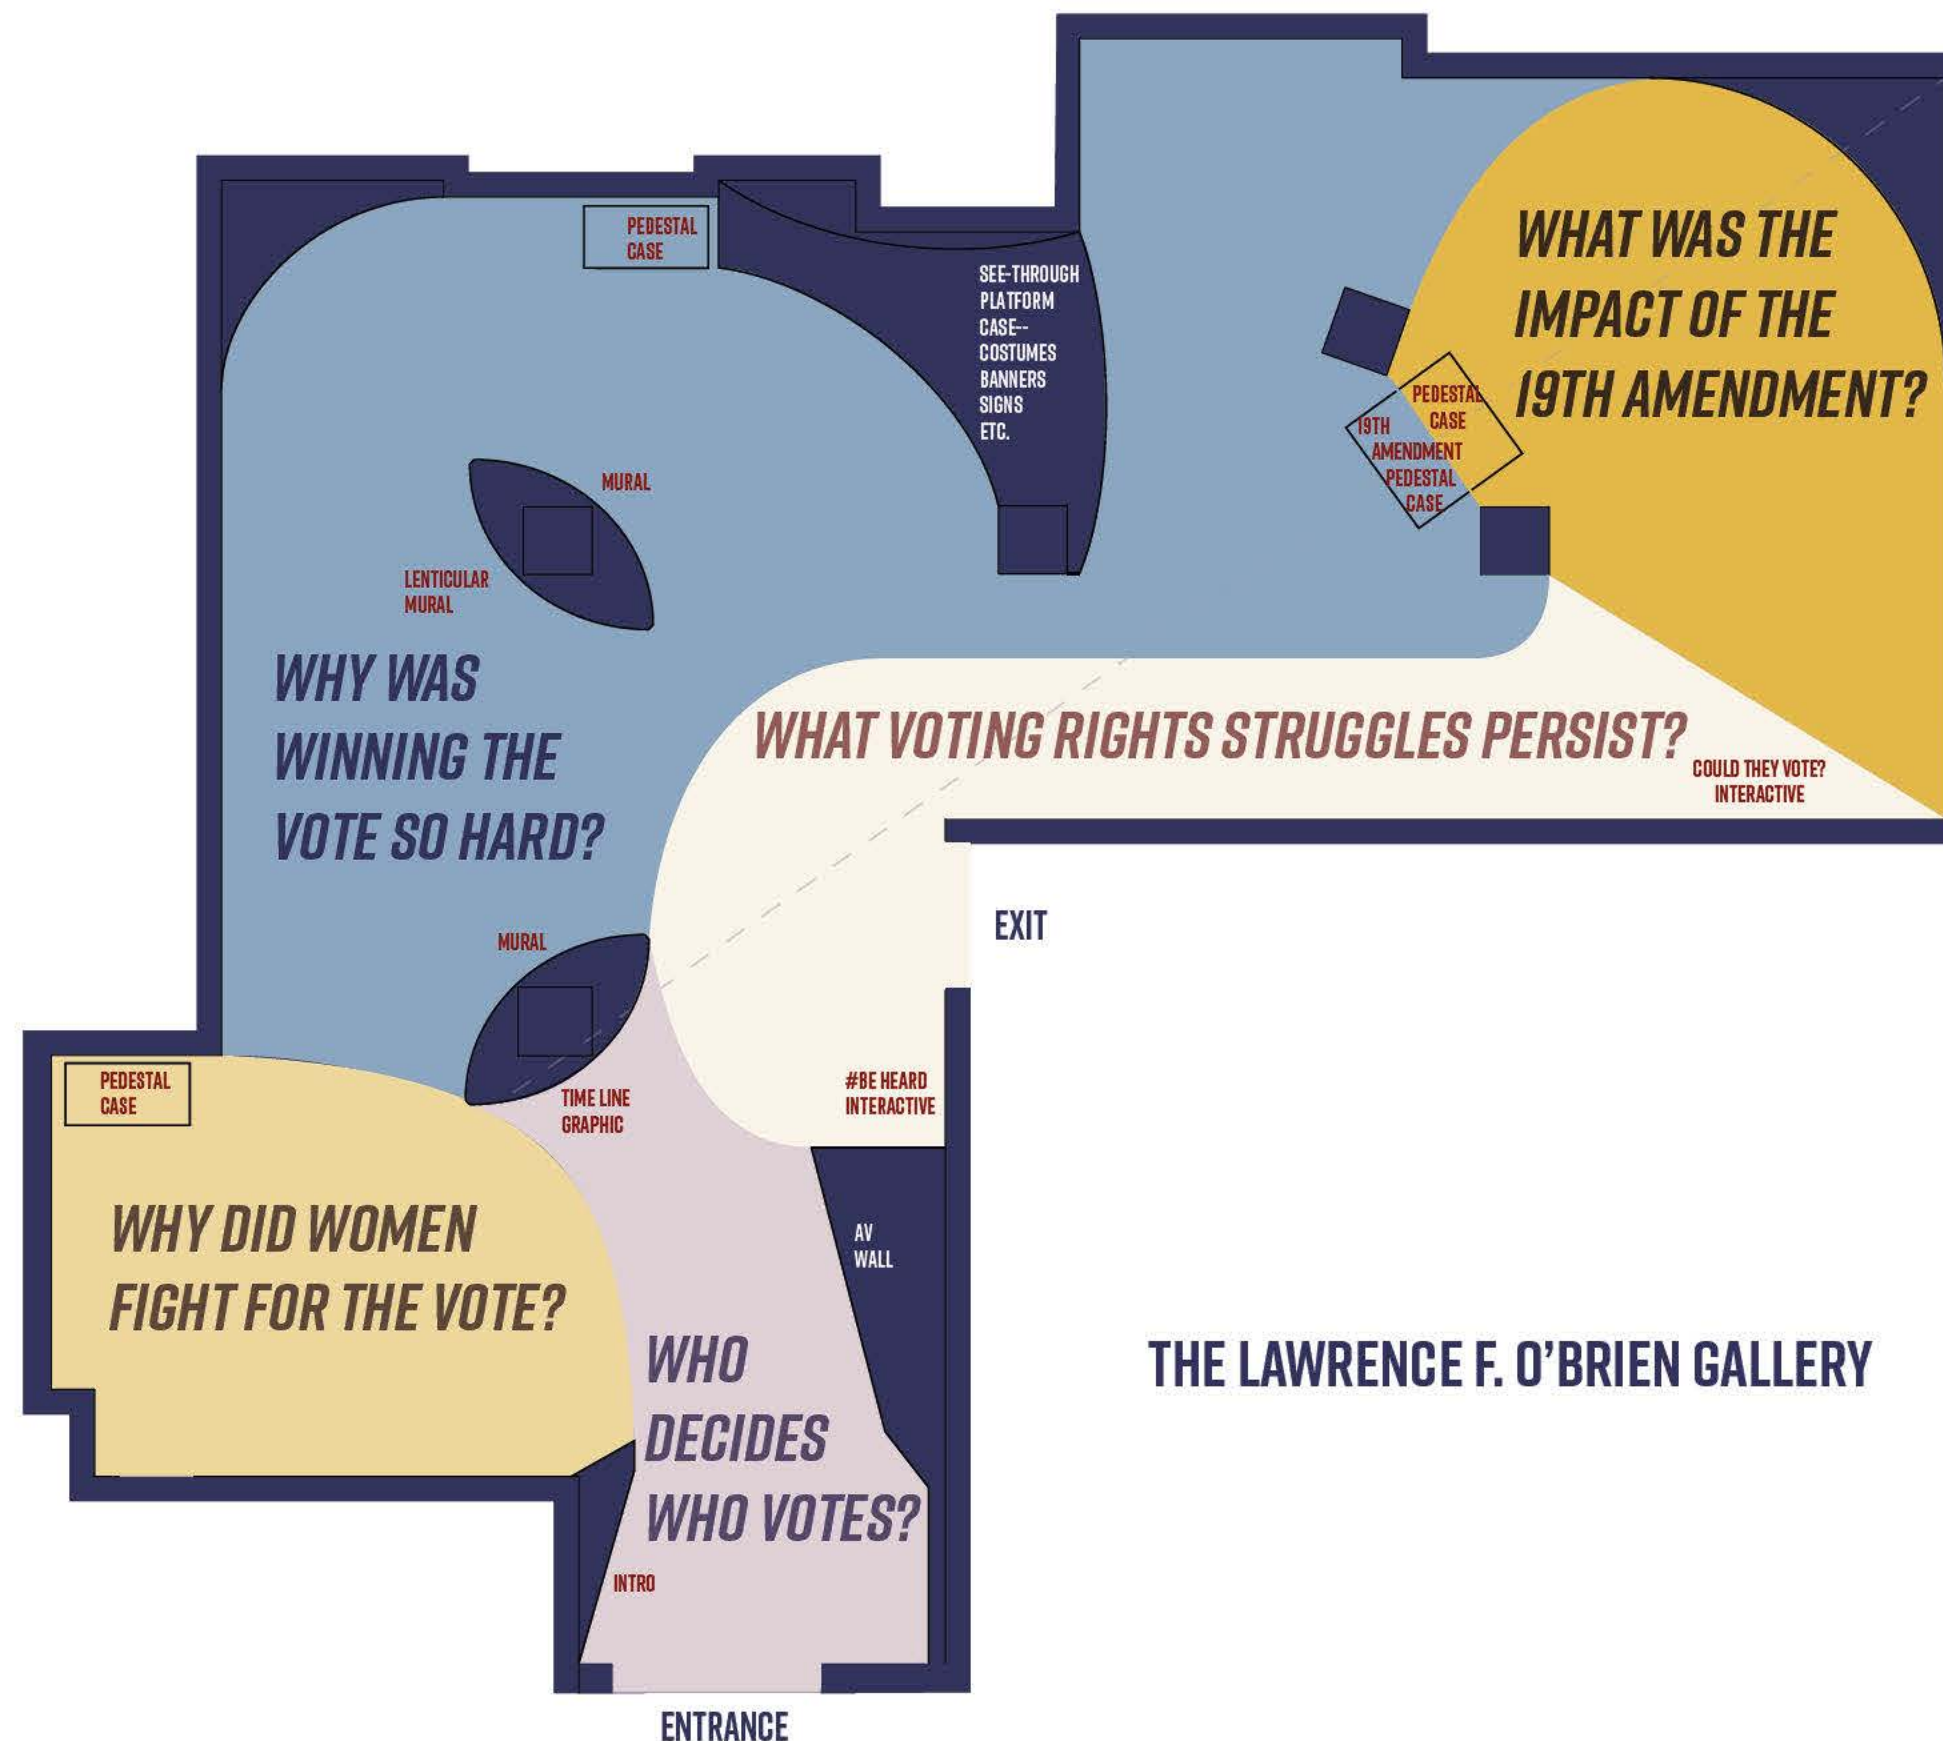 PEDESTAL
CASE
SEE-THROUGH
PLATFORM
CASE--
COSTUMES
BANNERS
SIGNS
ETC.
WHAT WAS THE
IMPACT OF THE
19TH AMENDMENT?
PEDESTAL
CASE
19TH
AMENDMENT
PEDESTAL
CASE
MURAL
LENTICULAR
MURAL
WHY WAS
WINNING THE
VOTE SO HARD?
WHAT VOTING RIGHTS STRUGGLES PERSIST?
COULD THEY VOTE?
INTERACTIVE
EXIT
MURAL
TIME LINE
GRAPHIC
#BE HEARD
INTERACTIVE
PEDESTAL
CASE
WHY DID WOMEN
FIGHT FOR THE VOTE?
AV
WALL
WHO
DECIDES
WHO VOTES?
INTRO
THE LAWRENCE F. O'BRIEN GALLERY
ENTRANCE